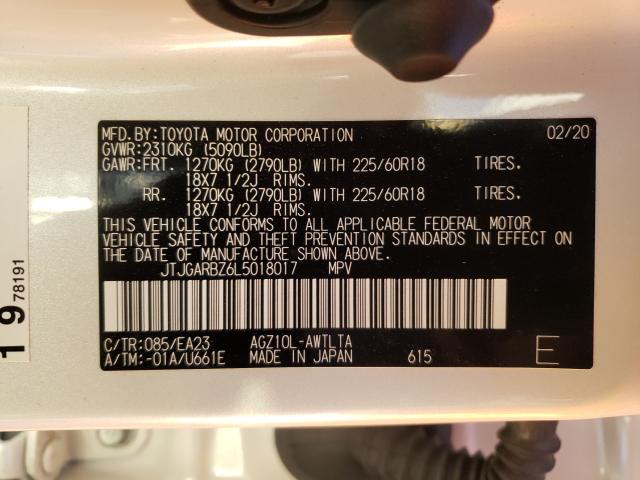 MFD.BY:TOYOTA MOTOR CORPORATION 02/20
GVWR:2310KG (5090LB)
GAWR:FRT. 1270KG (2790LB) WITH 225/60R18 TIRES.
18X7 1/2J RIMS.
RR. 1270KG (2790LB) WITH 225/60R18 TIRES.
18X7 1/2J RIMS.
THIS VEHICLE CONFORMS TO ALL APPLICABLE FEDERAL MOTOR
VEHICLE SAFETY AND THEFT PREVENTION STANDARDS IN EFFECT ON
THE DATE OF MANUFACTURE SHOWN ABOVE.
JTJGARBZ6L5018017 MPV
C/TR:085/EA23 AGZ10L-AWTLTA
A/TM:-01A/U661E MADE IN JAPAN 615 E
19 78191